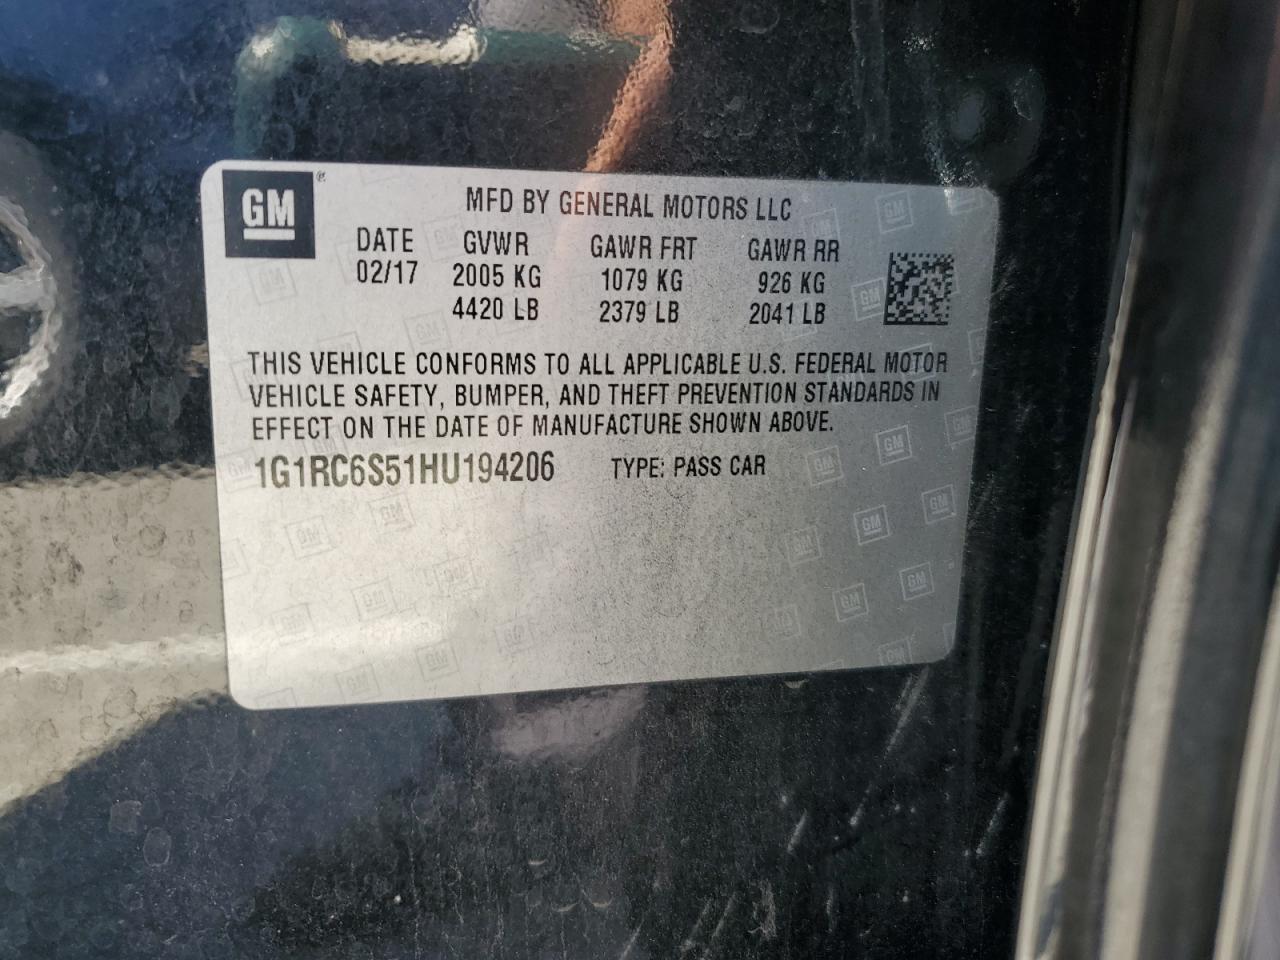 GM ®
MFD BY GENERAL MOTORS LLC
DATE GVWR GAWR FRT GAWR RR
02/17 2005 KG 1079 KG 926 KG
4420 LB 2379 LB 2041 LB
THIS VEHICLE CONFORMS TO ALL APPLICABLE U.S. FEDERAL MOTOR
VEHICLE SAFETY, BUMPER, AND THEFT PREVENTION STANDARDS IN
EFFECT ON THE DATE OF MANUFACTURE SHOWN ABOVE.
1G1RC6S51HU194206 TYPE: PASS CAR